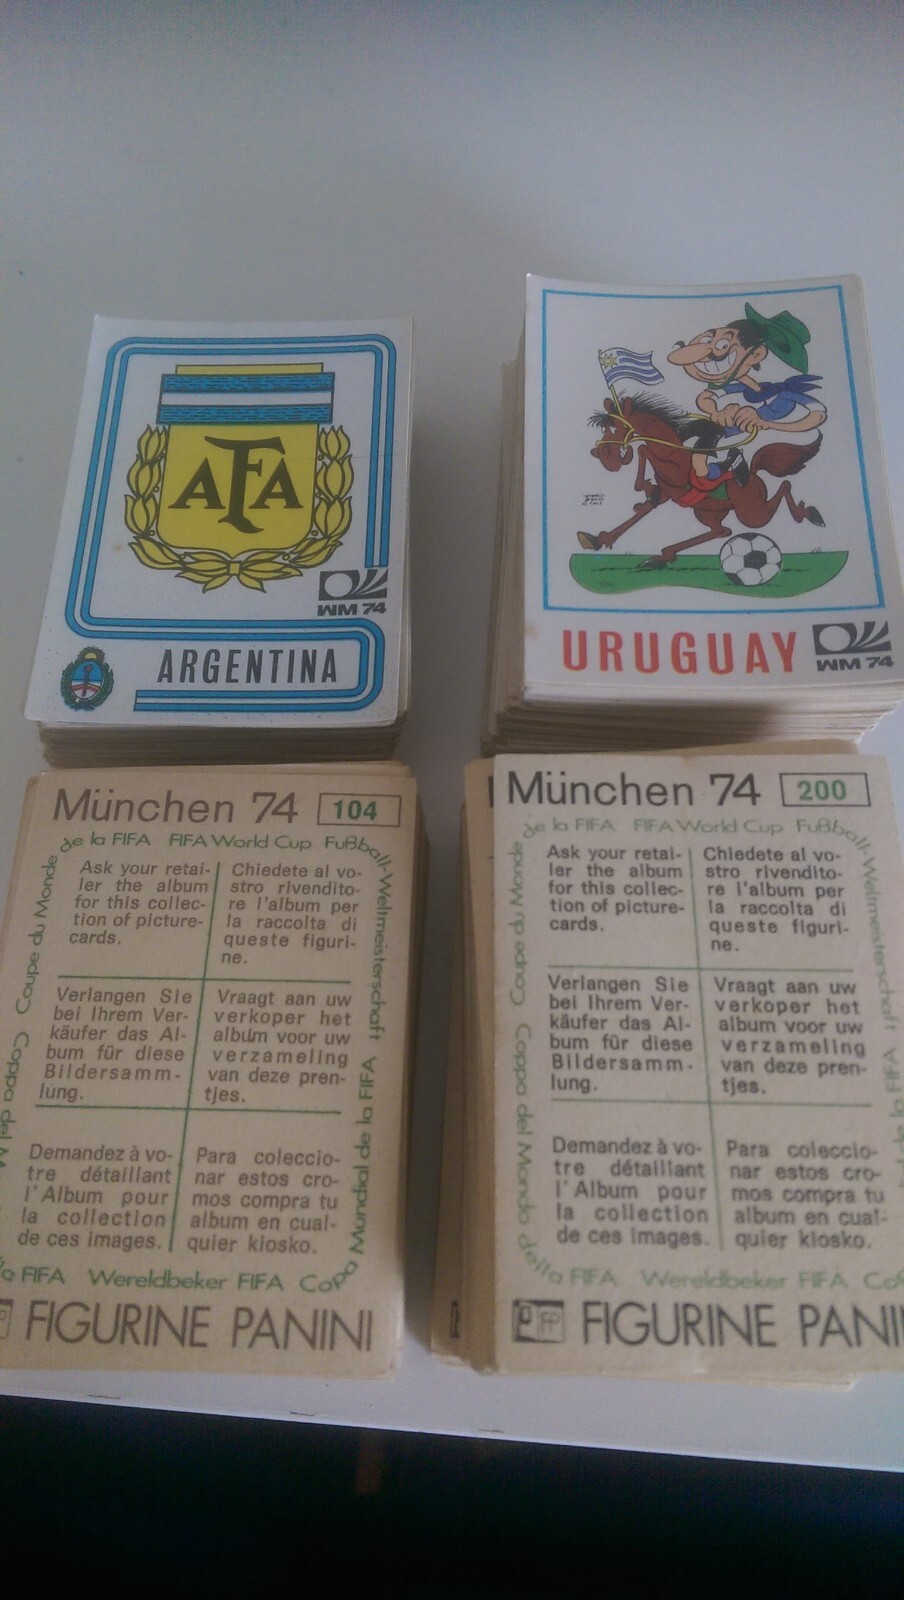 AFA
WM 74
ARGENTINA
URUGUAY
WM 74
München 74 104
Coupe du Monde de la FIFA FIFA World Cup Fußball-Weltmeisterschaft
Copa Mundial de la FIFA
Wereldbeker FIFA
Coppa del M
lla FIFA
Ask your retai-
ler the album
for this collec-
tion of picture-
cards.
Chiedete al vo-
stro rivendito-
re l'album per
la raccolta di
queste figuri-
ne.
Verlangen Sie
bei Ihrem Ver-
käufer das Al-
bum für diese
Bildersamm-
lung.
Vraagt aan uw
verkoper het
album voor uw
verzameling
van deze pren-
tjes.
Demandez à vo-
tre détaillant
l'Album pour
la collection
de ces images.
Para coleccio-
nar estos cro-
mos compra tu
album en cual-
quier kiosko.
FIGURINE PANINI
München 74 200
Coupe du Monde de la FIFA FIFA World Cup Fußball-Weltmeisterschaft
Coppa del Mondo della FIFA
Wereldbeker FIFA
Ask your retai-
ler the album
for this collec-
tion of picture-
cards.
Chiedete al vo-
stro rivendito-
re l'album per
la raccolta di
queste figuri-
ne.
Verlangen Sie
bei Ihrem Ver-
käufer das Al-
bum für diese
Bildersamm-
lung.
Vraagt aan uw
verkoper het
album voor uw
verzameling
van deze pren-
tjes.
Demandez à vo-
tre détaillant
l'Album pour
la collection
de ces images.
Para coleccio-
nar estos cro-
mos compra tu
album en cual-
quier kiosko.
FP FIGURINE PANI